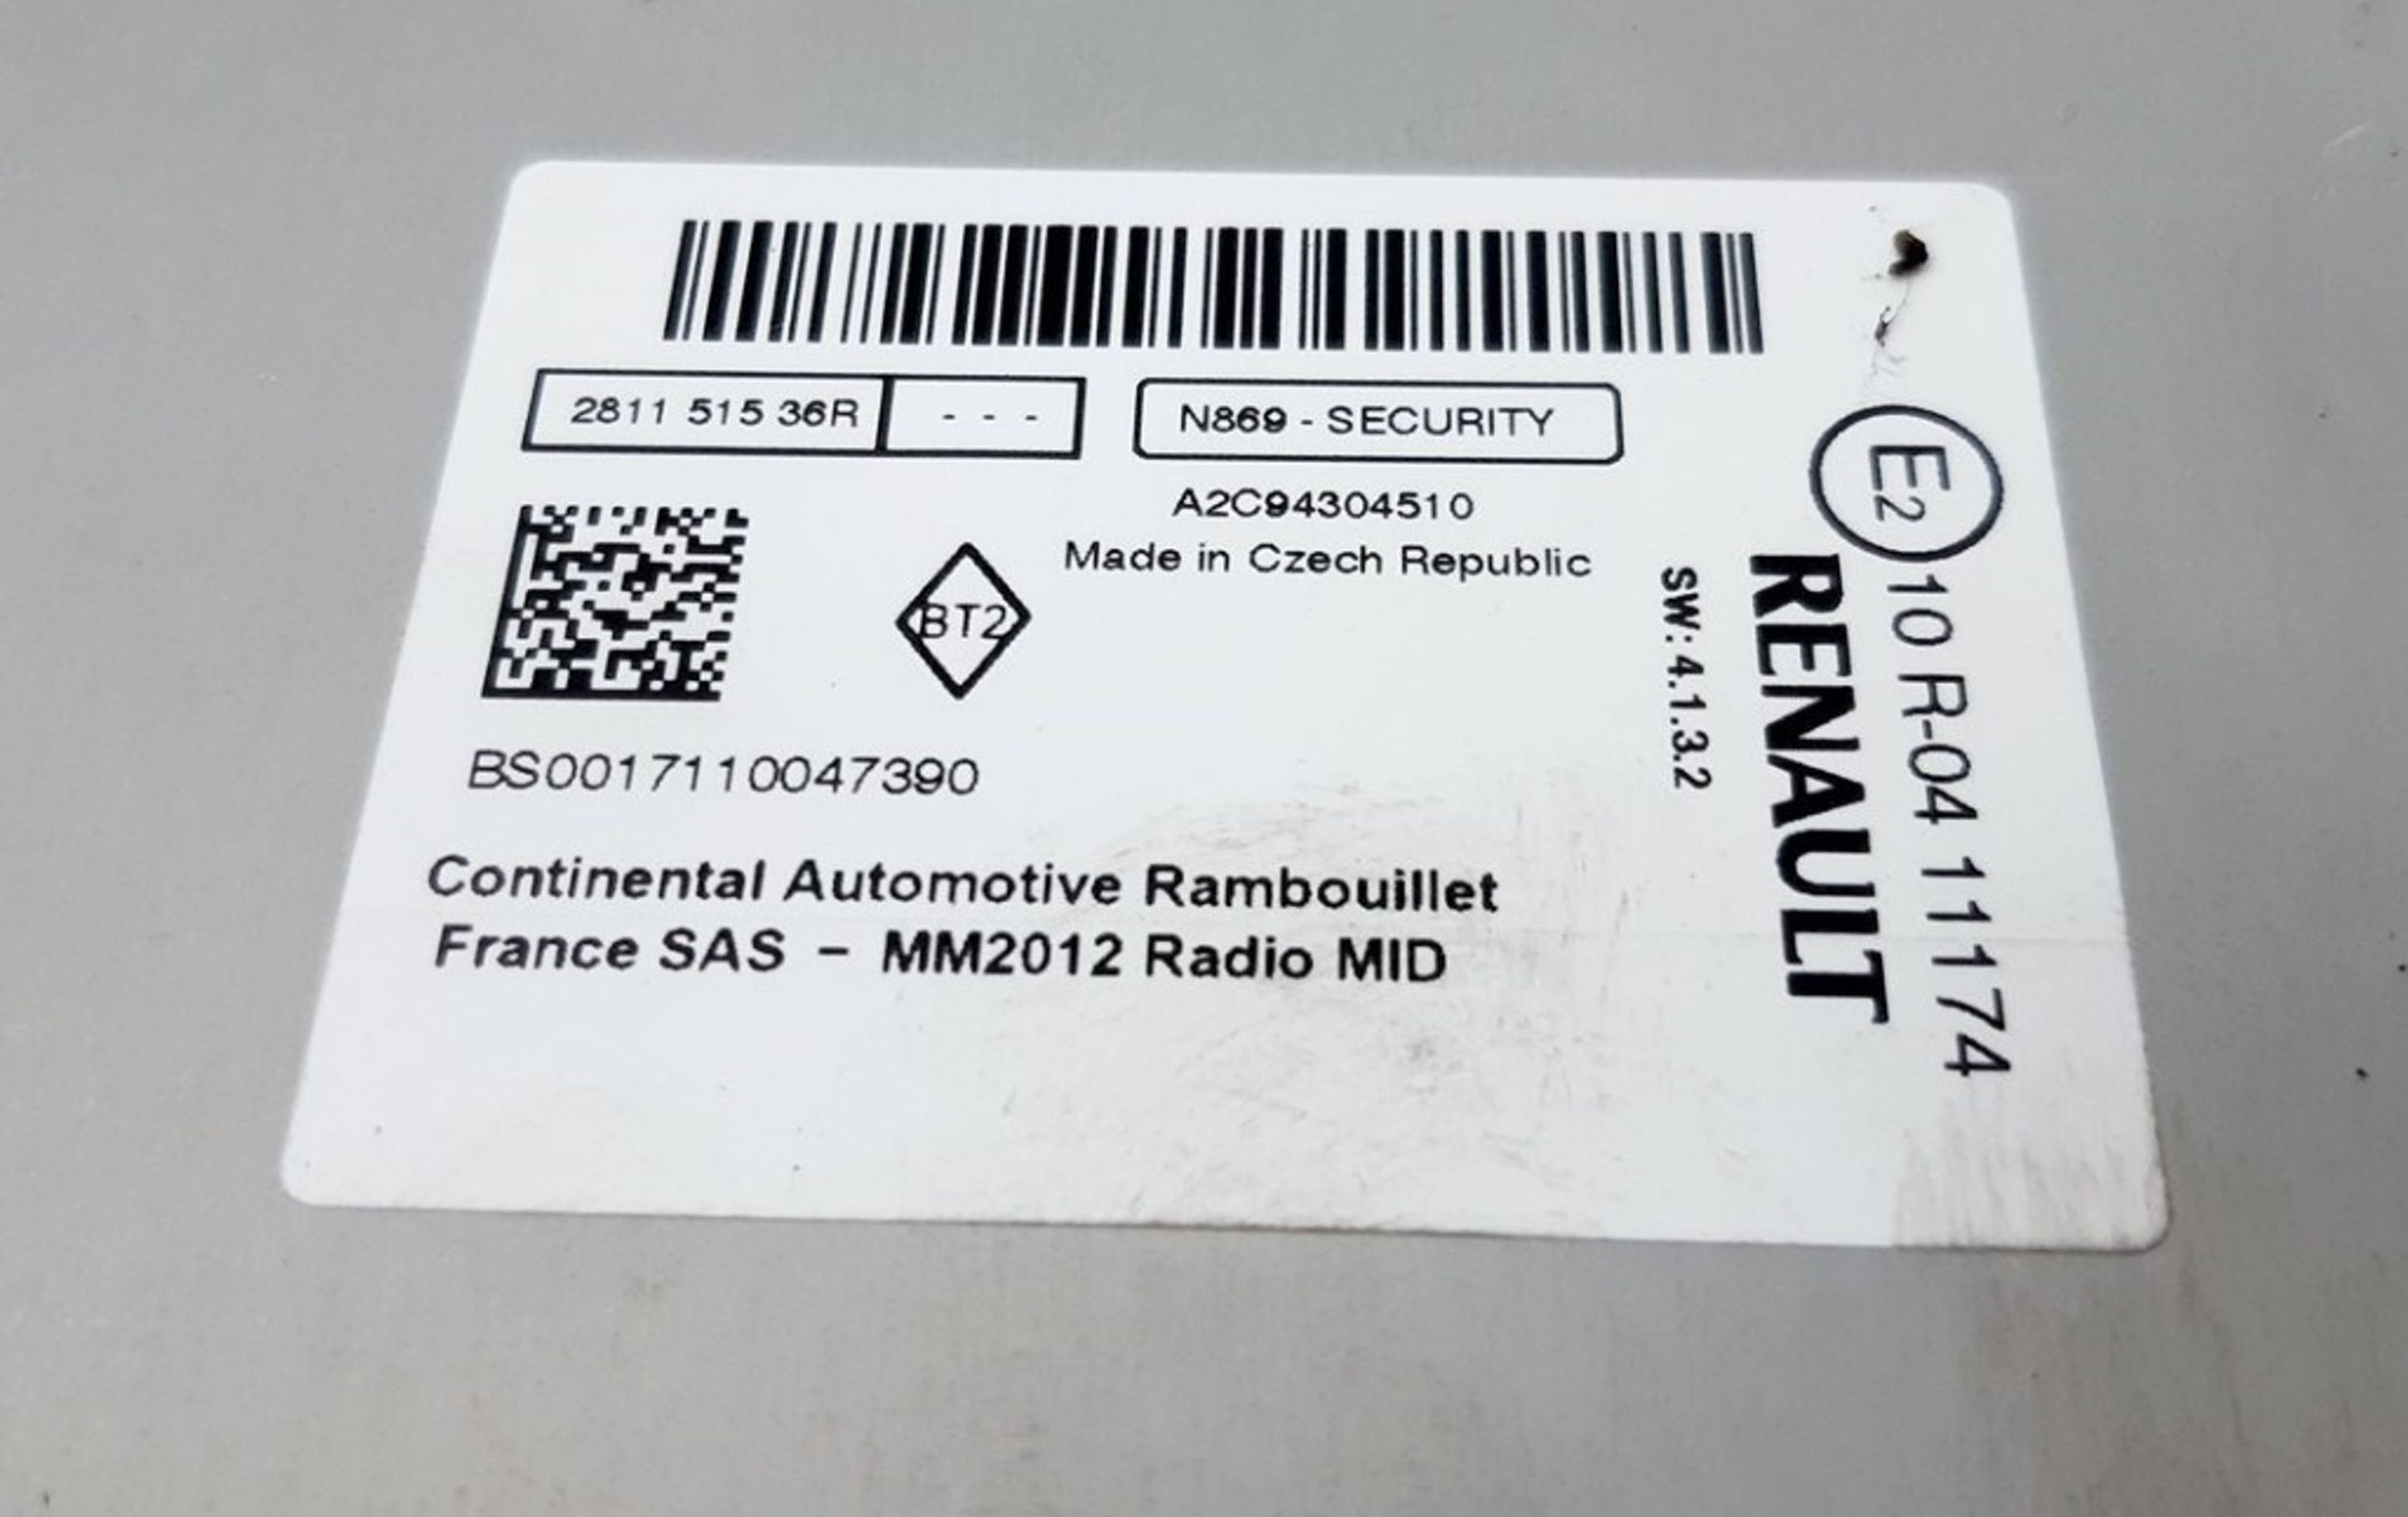 2811 515 36R - - -
N869 - SECURITY
A2C94304510
Made in Czech Republic
BT2
BS0017110047390
Continental Automotive Rambouillet
France SAS – MM2012 Radio MID
SW: 4.1.3.2
RENAULT
E2 10 R-04 11174